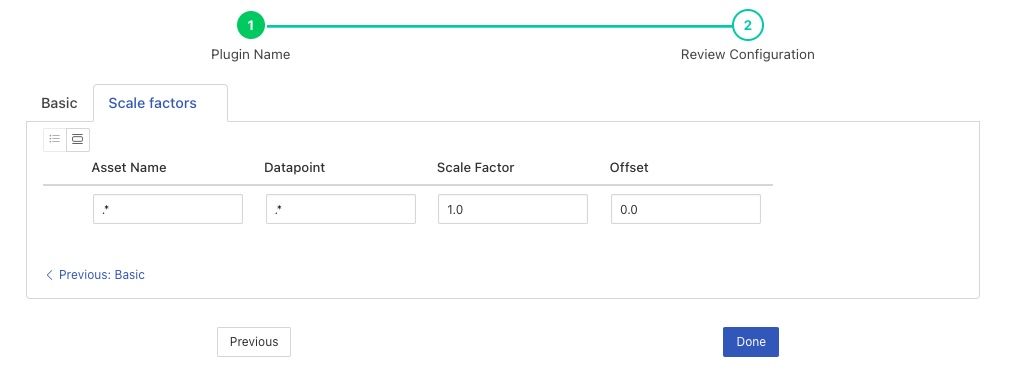 1
2
Plugin Name
Review Configuration
Basic
Scale factors
Asset Name Datapoint Scale Factor Offset
.* .* 1.0 0.0
< Previous: Basic
Previous
Done